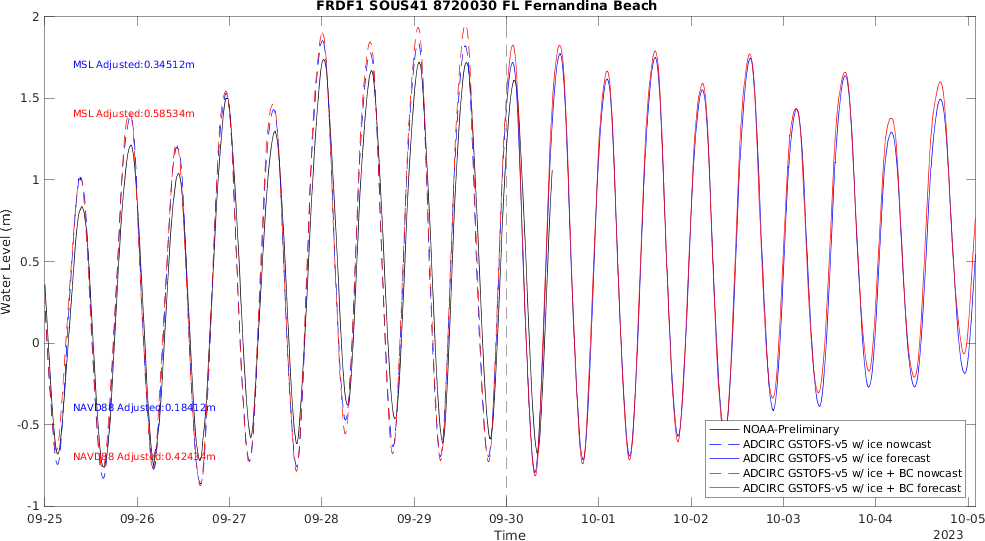 FRDF1 SOUS41 8720030 FL Fernandina Beach
Water Level (m)
2
1.5
1
0.5
0
-0.5
-1
MSL Adjusted:0.34512m
MSL Adjusted:0.58534m
NAVD88 Adjusted:0.18412m
NAVD88 Adjusted:0.42434m
NOAA-Preliminary
ADCIRC GSTOFS-v5 w/ ice nowcast
ADCIRC GSTOFS-v5 w/ ice forecast
ADCIRC GSTOFS-v5 w/ ice + BC nowcast
ADCIRC GSTOFS-v5 w/ ice + BC forecast
09-25 09-26 09-27 09-28 09-29 09-30 10-01 10-02 10-03 10-04 10-05
Time
2023